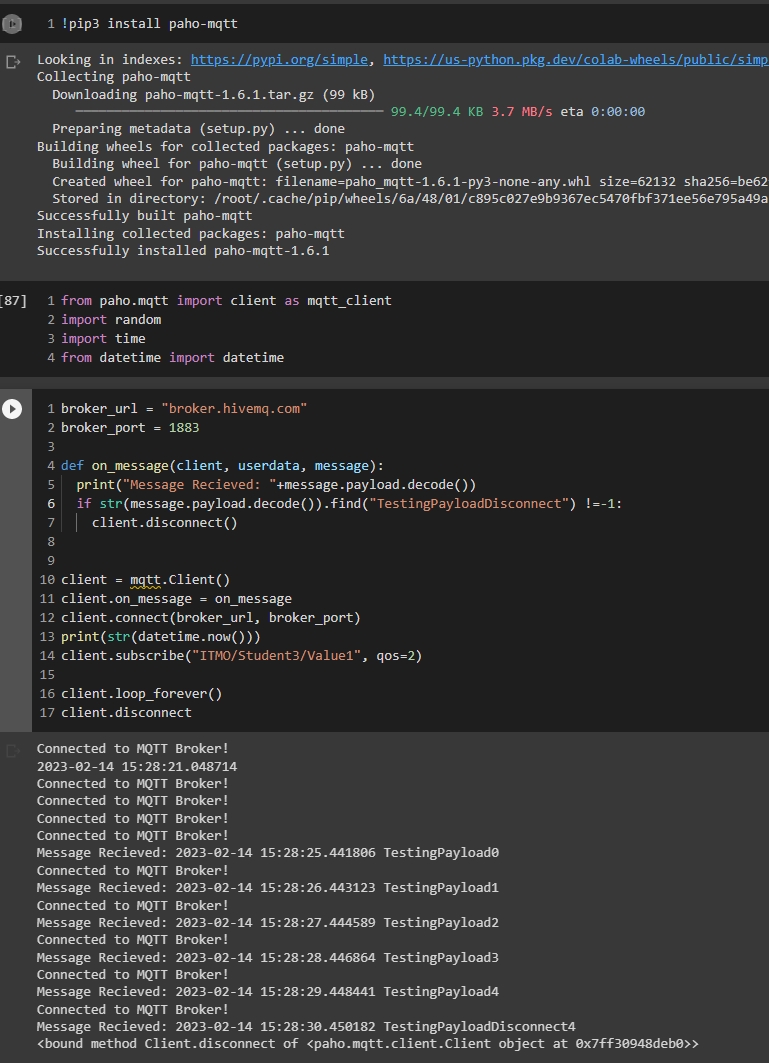 1 !pip3 install paho-mqtt
Looking in indexes: https://pypi.org/simple, https://us-python.pkg.dev/colab-wheels/public/simp
Collecting paho-mqtt
Downloading paho-mqtt-1.6.1.tar.gz (99 kB)
99.4/99.4 KB 3.7 MB/s eta 0:00:00
Preparing metadata (setup.py) ... done
Building wheels for collected packages: paho-mqtt
Building wheel for paho-mqtt (setup.py) ... done
Created wheel for paho-mqtt: filename=paho_mqtt-1.6.1-py3-none-any.whl size=62132 sha256=be62
Stored in directory: /root/.cache/pip/wheels/6a/48/01/c895c027e9b9367ec5470fbf371ee56e795a49a
Successfully built paho-mqtt
Installing collected packages: paho-mqtt
Successfully installed paho-mqtt-1.6.1
[87] 1 from paho.mqtt import client as mqtt_client
2 import random
3 import time
4 from datetime import datetime
1 broker_url = "broker.hivemq.com"
2 broker_port = 1883
3
4 def on_message(client, userdata, message):
5 print("Message Recieved: "+message.payload.decode())
6 if str(message.payload.decode()).find("TestingPayloadDisconnect") !=-1:
7 client.disconnect()
8
9
10 client = mqtt.Client()
11 client.on_message = on_message
12 client.connect(broker_url, broker_port)
13 print(str(datetime.now()))
14 client.subscribe("ITMO/Student3/Value1", qos=2)
15
16 client.loop_forever()
17 client.disconnect
Connected to MQTT Broker!
2023-02-14 15:28:21.048714
Connected to MQTT Broker!
Connected to MQTT Broker!
Connected to MQTT Broker!
Connected to MQTT Broker!
Message Recieved: 2023-02-14 15:28:25.441806 TestingPayload0
Connected to MQTT Broker!
Message Recieved: 2023-02-14 15:28:26.443123 TestingPayload1
Connected to MQTT Broker!
Message Recieved: 2023-02-14 15:28:27.444589 TestingPayload2
Connected to MQTT Broker!
Message Recieved: 2023-02-14 15:28:28.446864 TestingPayload3
Connected to MQTT Broker!
Message Recieved: 2023-02-14 15:28:29.448441 TestingPayload4
Connected to MQTT Broker!
Message Recieved: 2023-02-14 15:28:30.450182 TestingPayloadDisconnect4
<bound method Client.disconnect of <paho.mqtt.client.Client object at 0x7ff30948deb0>>